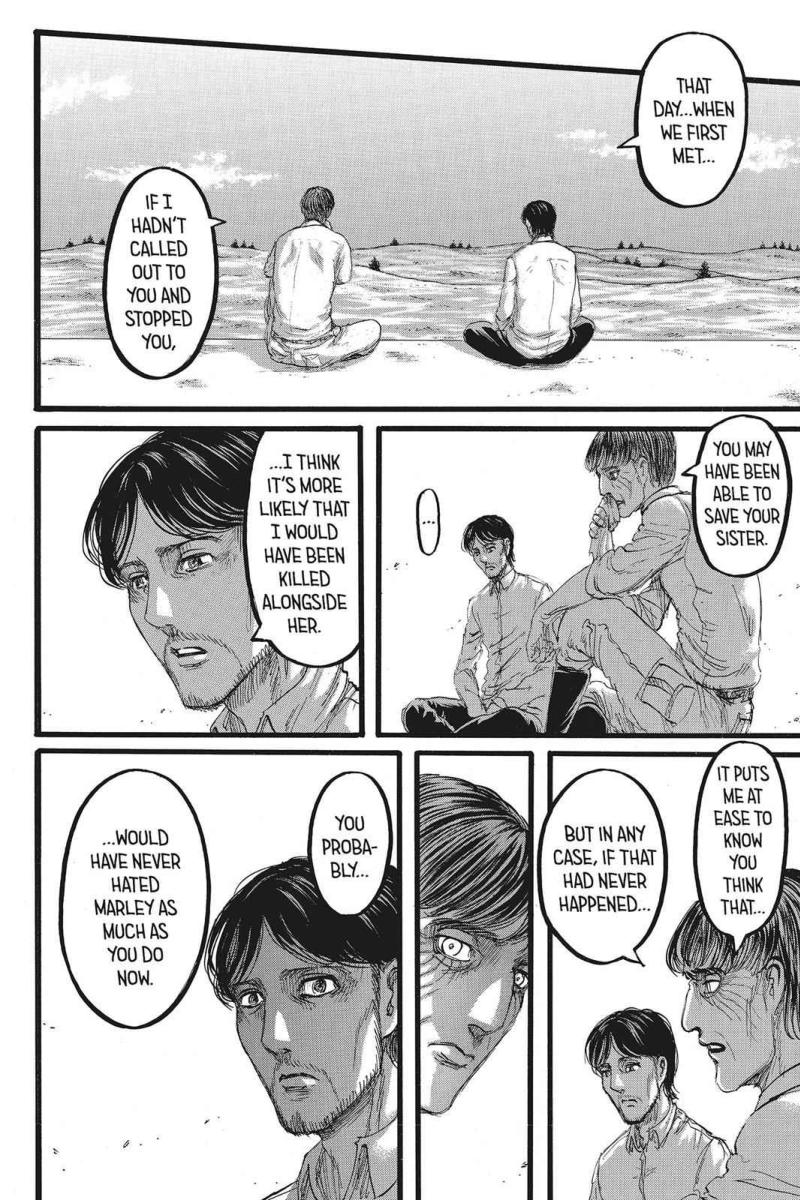 THAT
DAY...WHEN
WE FIRST
MET...
IF I
HADN'T
CALLED
OUT TO
YOU AND
STOPPED
YOU,
YOU MAY
HAVE BEEN
ABLE TO
SAVE YOUR
SISTER.
...
...I THINK
IT'S MORE
LIKELY THAT
I WOULD
HAVE BEEN
KILLED
ALONGSIDE
HER.
IT PUTS
ME AT
EASE TO
KNOW
YOU
THINK
THAT...
BUT IN ANY
CASE, IF THAT
HAD NEVER
HAPPENED...
YOU
PROBA-
BLY...
...WOULD
HAVE NEVER
HATED
MARLEY AS
MUCH AS
YOU DO
NOW.